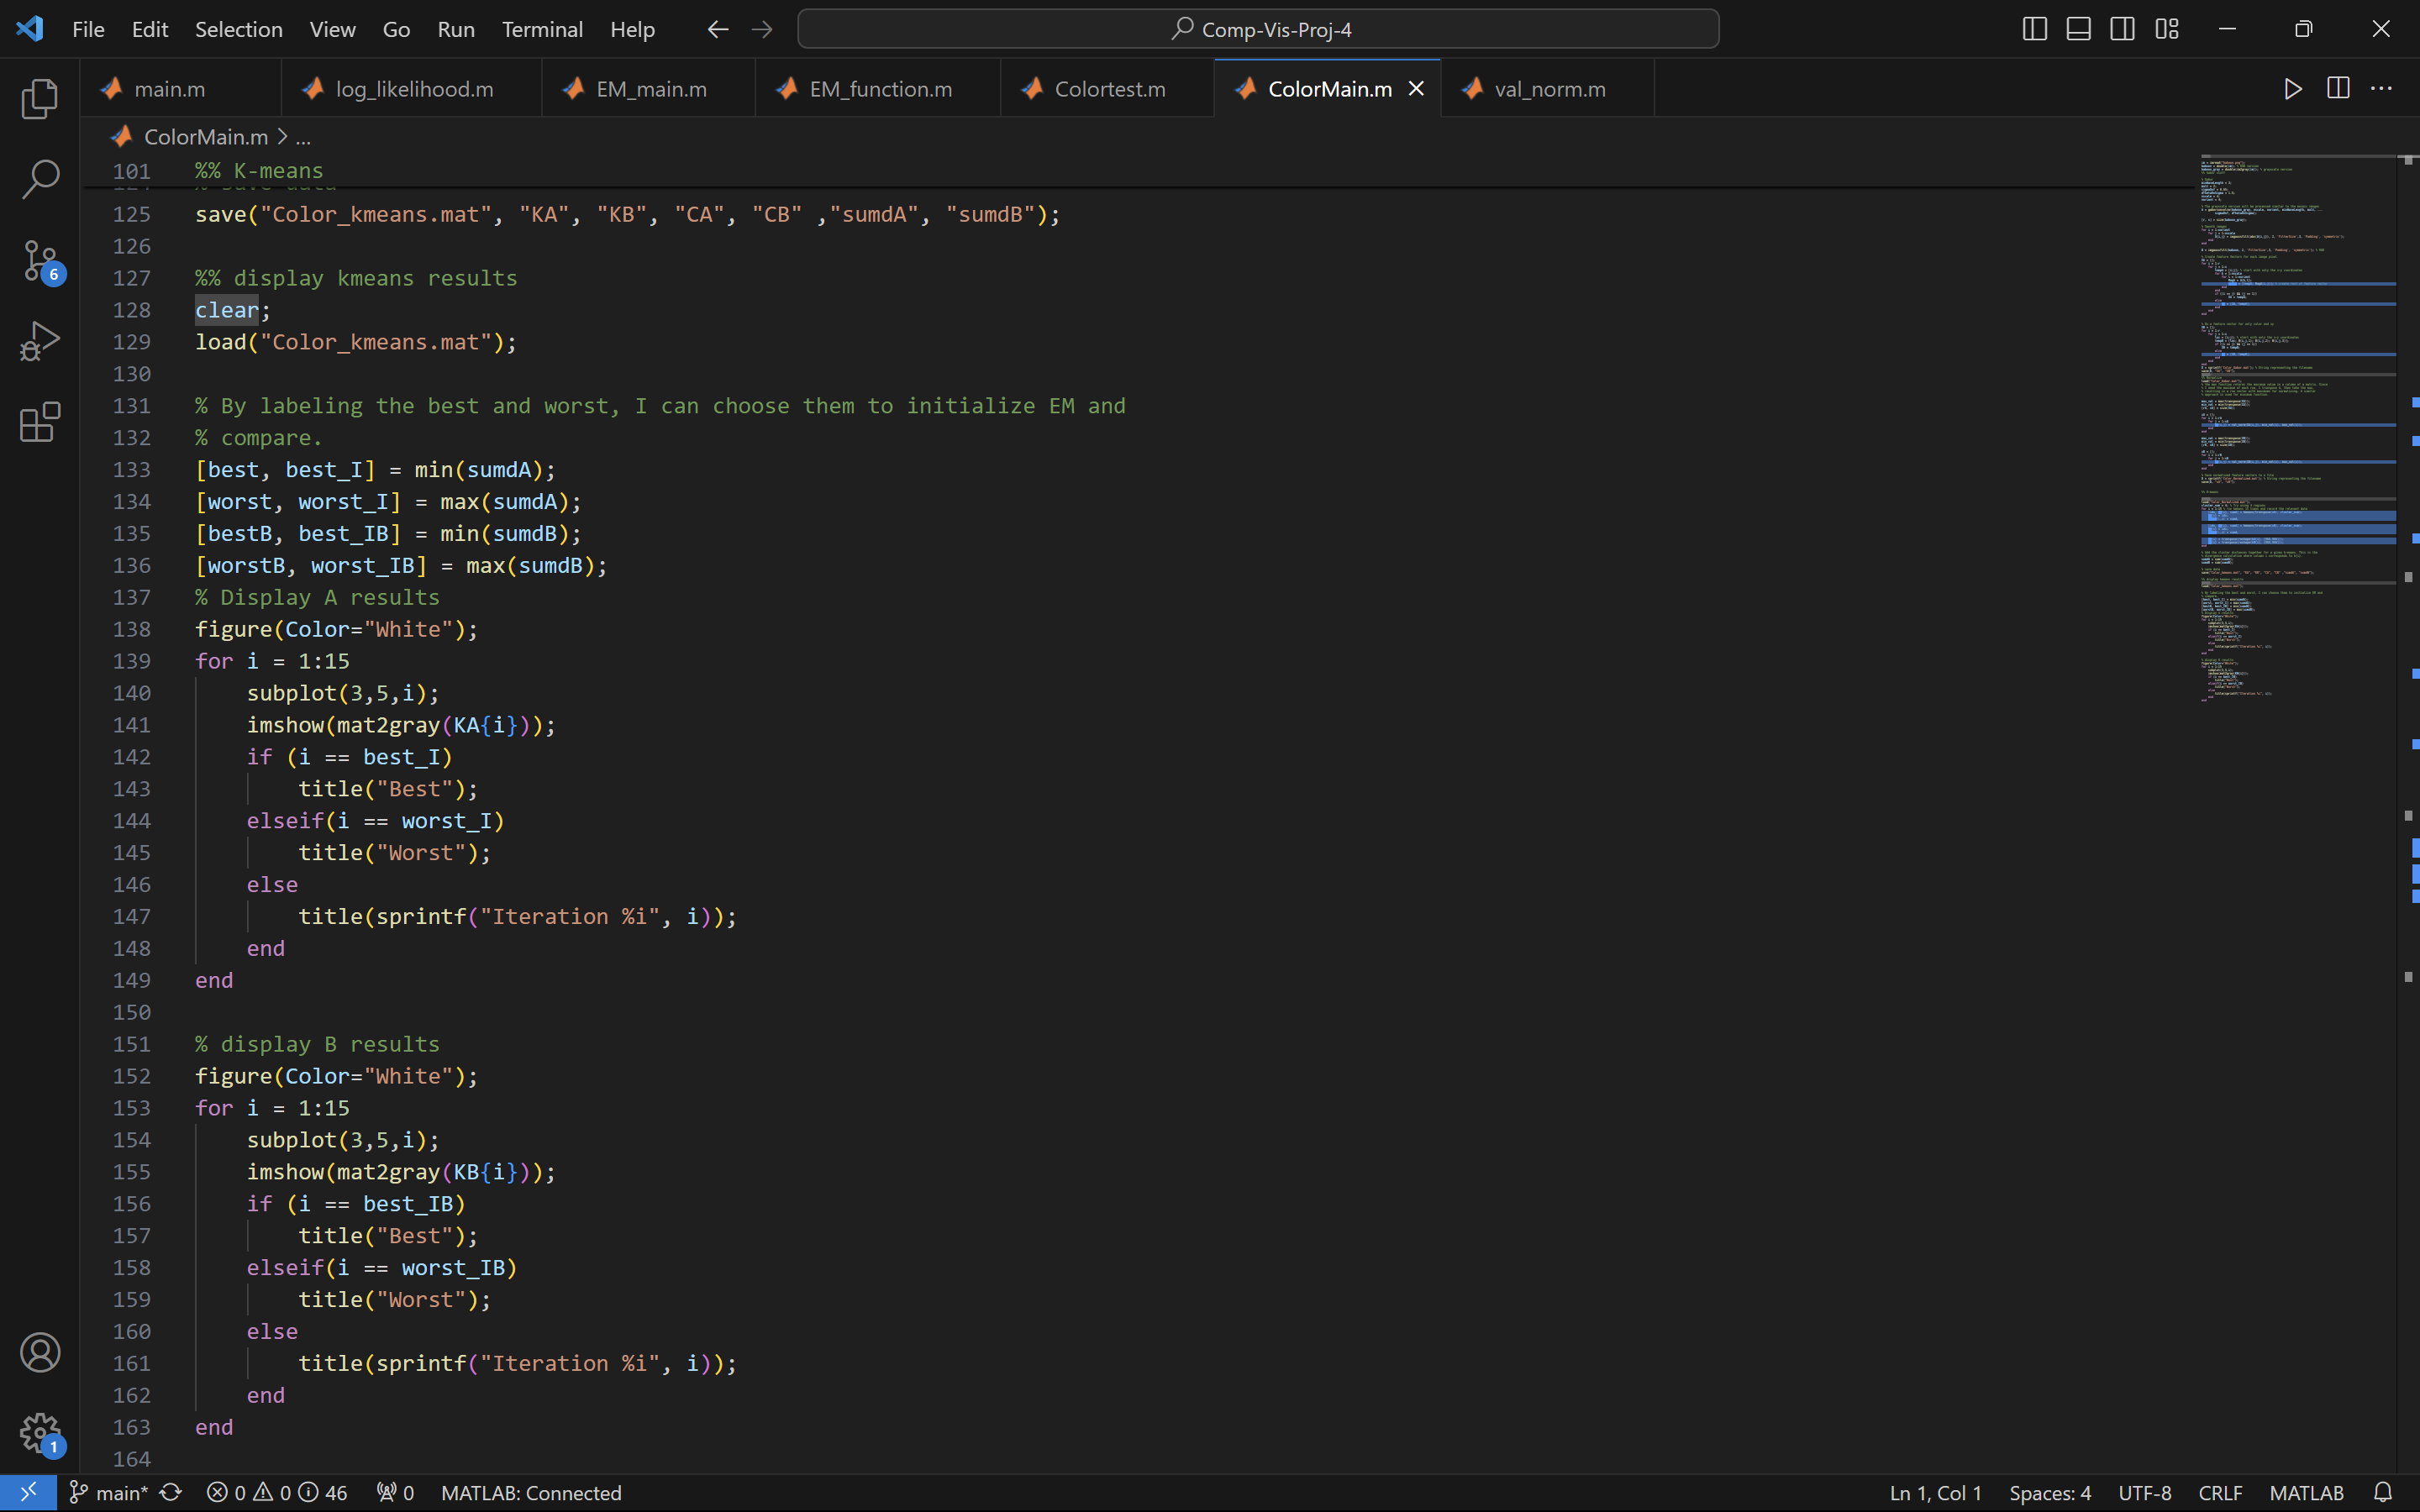 File Edit Selection View Go Run Terminal Help
Comp-Vis-Proj-4
main.m log_likelihood.m EM_main.m EM_function.m Colortest.m ColorMain.m val_norm.m
ColorMain.m > ...
101 %% K-means
125 save("Color_kmeans.mat", "KA", "KB", "CA", "CB" ,"sumdA", "sumdB");
126
127 %% display kmeans results
128 clear;
129 load("Color_kmeans.mat");
130
131 % By labeling the best and worst, I can choose them to initialize EM and
132 % compare.
133 [best, best_I] = min(sumdA);
134 [worst, worst_I] = max(sumdA);
135 [bestB, best_IB] = min(sumdB);
136 [worstB, worst_IB] = max(sumdB);
137 % Display A results
138 figure(Color="White");
139 for i = 1:15
140     subplot(3,5,i);
141     imshow(mat2gray(KA{i}));
142     if (i == best_I)
143         title("Best");
144     elseif(i == worst_I)
145         title("Worst");
146     else
147         title(sprintf("Iteration %i", i));
148     end
149 end
150
151 % display B results
152 figure(Color="White");
153 for i = 1:15
154     subplot(3,5,i);
155     imshow(mat2gray(KB{i}));
156     if (i == best_IB)
157         title("Best");
158     elseif(i == worst_IB)
159         title("Worst");
160     else
161         title(sprintf("Iteration %i", i));
162     end
163 end
164
6
1
main* 0 0 46 0 MATLAB: Connected Ln 1, Col 1 Spaces: 4 UTF-8 CRLF MATLAB